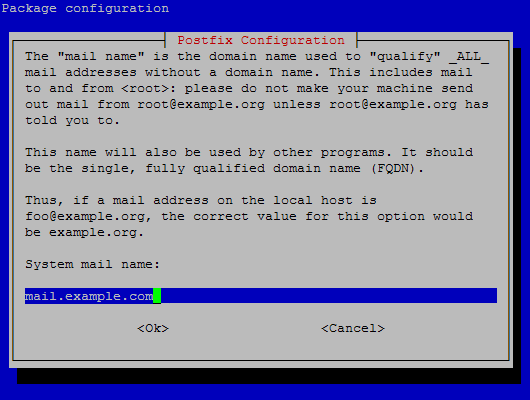 Package configuration
Postfix Configuration
The "mail name" is the domain name used to "qualify" _ALL_
mail addresses without a domain name. This includes mail
to and from <root>: please do not make your machine send
out mail from root@example.org unless root@example.org has
told you to.
This name will also be used by other programs. It should
be the single, fully qualified domain name (FQDN).
Thus, if a mail address on the local host is
foo@example.org, the correct value for this option would
be example.org.
System mail name:
mail.example.com
<Ok> <Cancel>